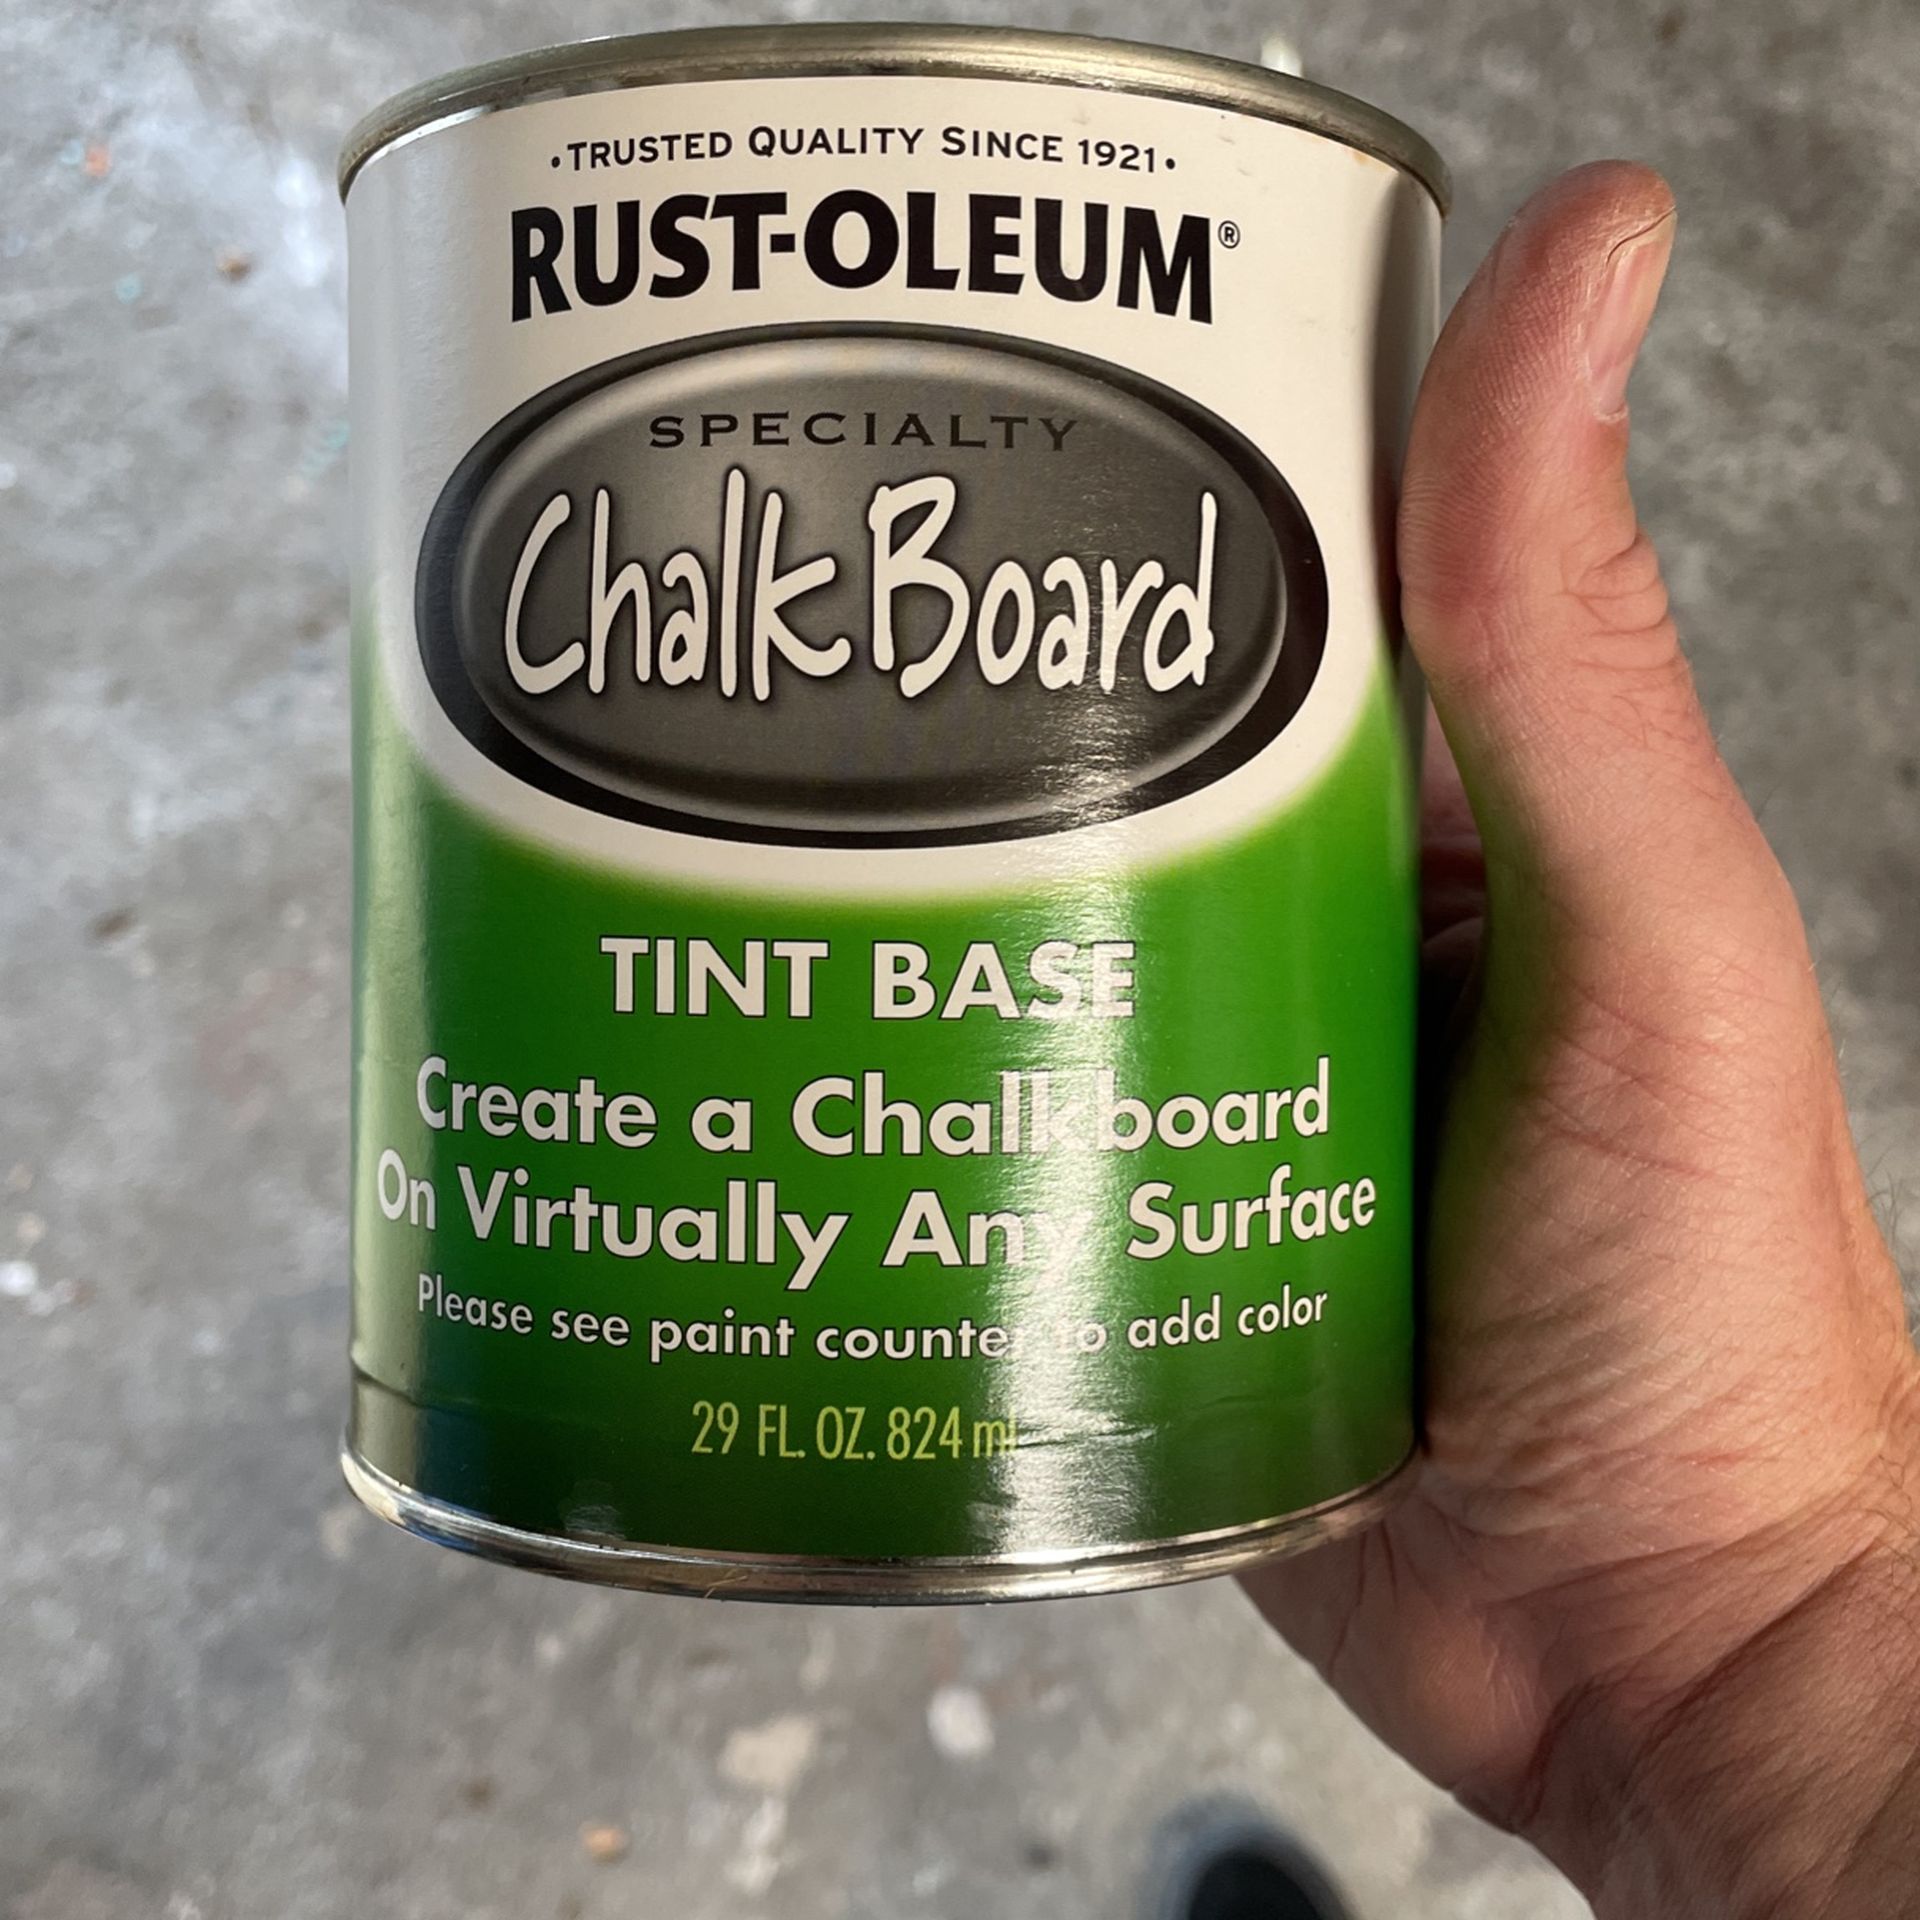 • TRUSTED QUALITY SINCE 1921 •
RUST-OLEUM®
SPECIALTY
Chalk Board
TINT BASE
Create a Chalkboard
On Virtually Any Surface
Please see paint counter to add color
29 FL. OZ. 824 ml